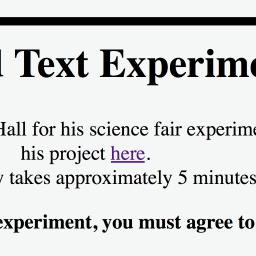 Text Experime
Hall for his science fair experime
his project here.
takes approximately 5 minutes
experiment, you must agree to